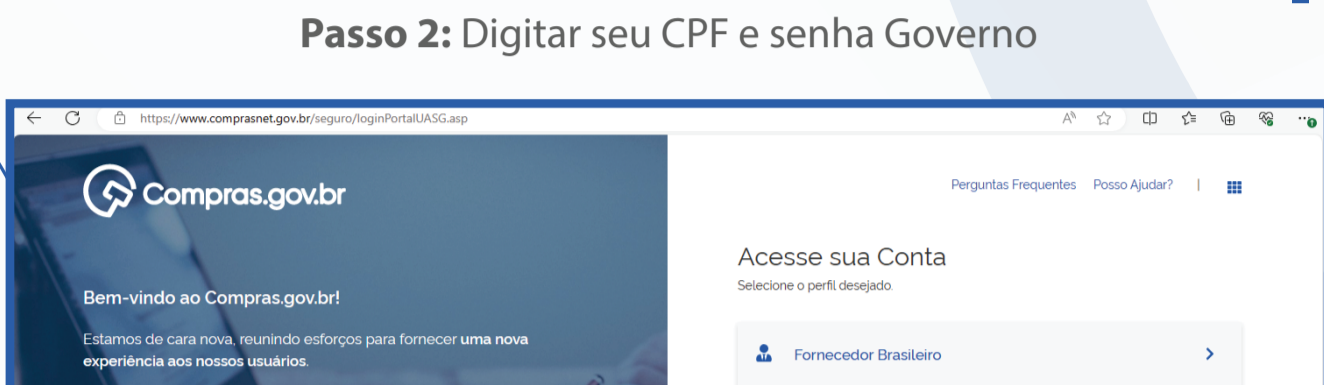 Passo 2: Digitar seu CPF e senha Governo
https://www.comprasnet.gov.br/seguro/loginPortalUASG.asp
Compras.gov.br
Perguntas Frequentes Posso Ajudar? |
Acesse sua Conta
Selecione o perfil desejado.
Bem-vindo ao Compras.gov.br!
Estamos de cara nova, reunindo esforços para fornecer uma nova
experiência aos nossos usuários.
Fornecedor Brasileiro